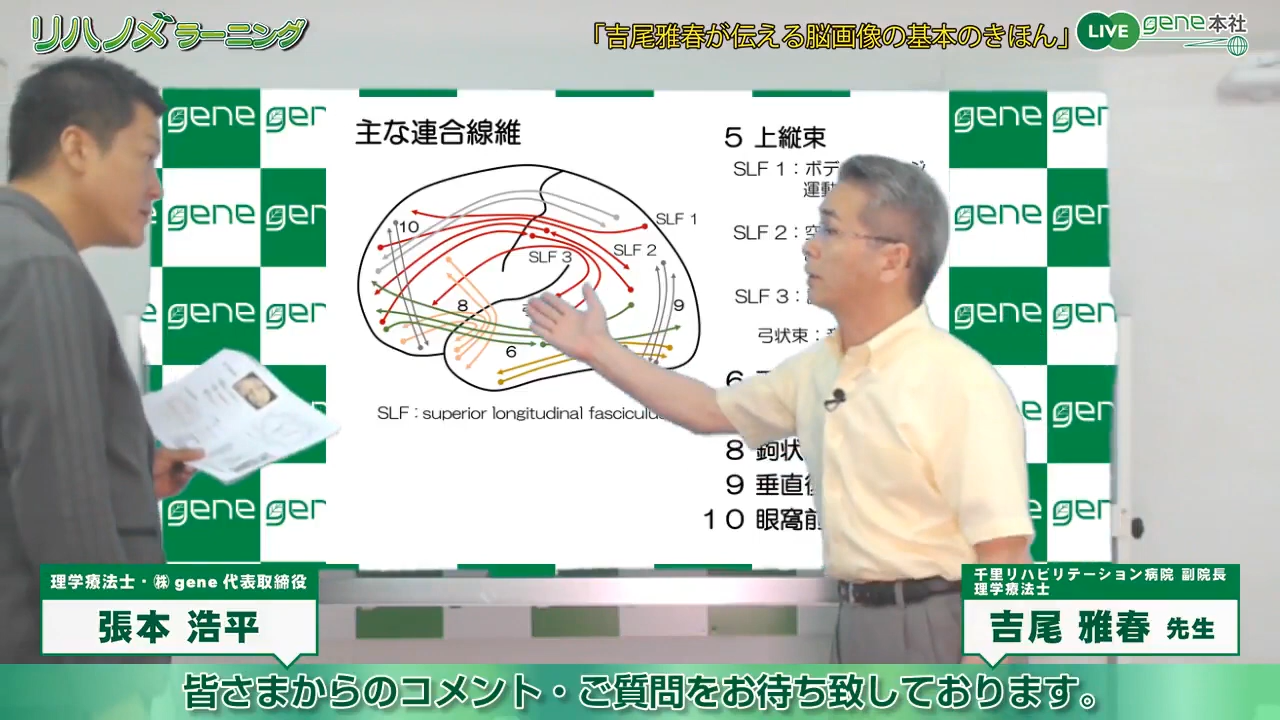 リハノメラーニング
「吉尾雅春が伝える脳画像の基本のきほん」
LIVE
gene本社
主な連合線維
5 上縦束
SLF 1：ボデ
運動
SLF 2：空
SLF 3：
弓状束：
SLF 1
10
SLF 2
SLF 3
8
9
6
SLF：superior longitudinal fasciculus
6
8 鉤状
9 垂直後
10 眼窩前
gene gene
理学療法士・㈱gene代表取締役
張本 浩平
千里リハビリテーション病院 副院長
理学療法士
吉尾 雅春 先生
皆さまからのコメント・ご質問をお待ち致しております。